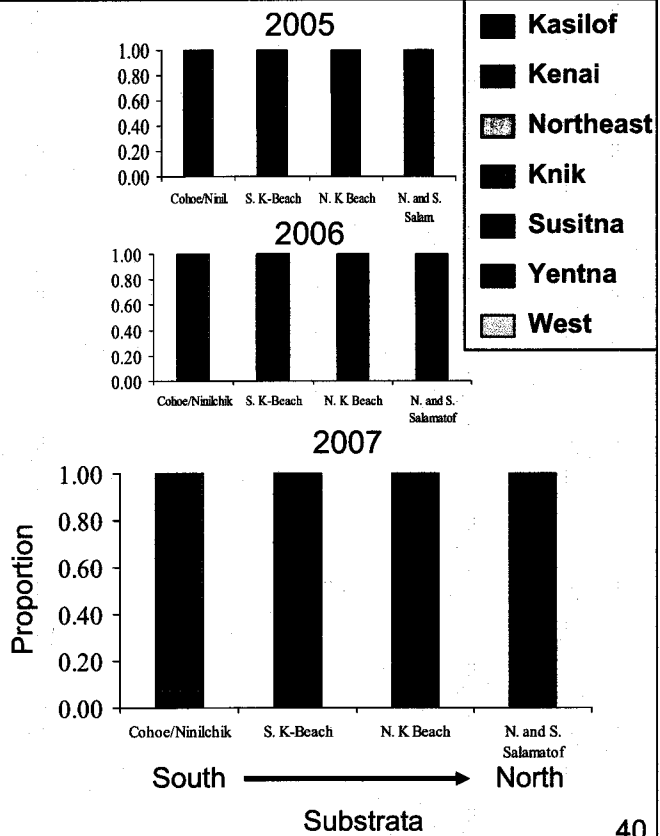 2005
1.00
0.80
0.60
0.40
0.20
0.00
Cohoe/Ninil. S. K-Beach N. K Beach N. and S.
Salam.
2006
1.00
0.80
0.60
0.40
0.20
0.00
Cohoe/Ninilchik S. K-Beach N. K Beach N. and S.
Salamatof
2007
Proportion
1.00
0.80
0.60
0.40
0.20
0.00
Cohoe/Ninilchik S. K-Beach N. K Beach N. and S.
Salamatof
South North
Substrata
Kasilof
Kenai
Northeast
Knik
Susitna
Yentna
West
40